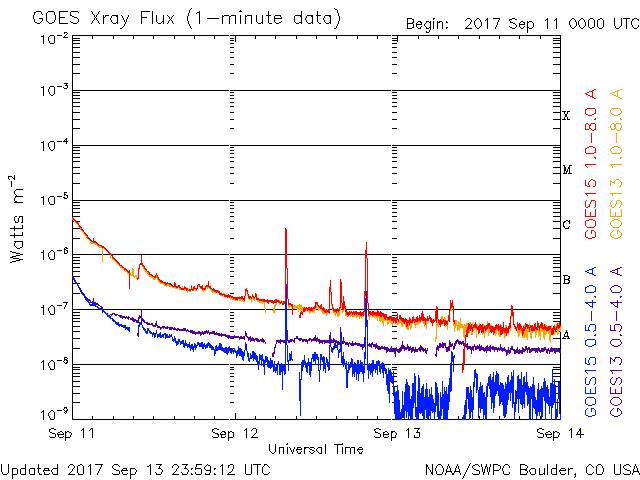 GOES Xray Flux (1-minute data)
Begin: 2017 Sep 11 0000 UTC
10^-2
10^-3
10^-4
10^-5
10^-6
10^-7
10^-8
10^-9
Watts m^-2
X
M
C
B
A
GOES15 1.0-8.0 A
GOES13 1.0-8.0 A
GOES15 0.5-4.0 A
GOES13 0.5-4.0 A
Sep 11
Sep 12
Sep 13
Sep 14
Universal Time
Updated 2017 Sep 13 23:59:12 UTC
NOAA/SWPC Boulder, CO USA